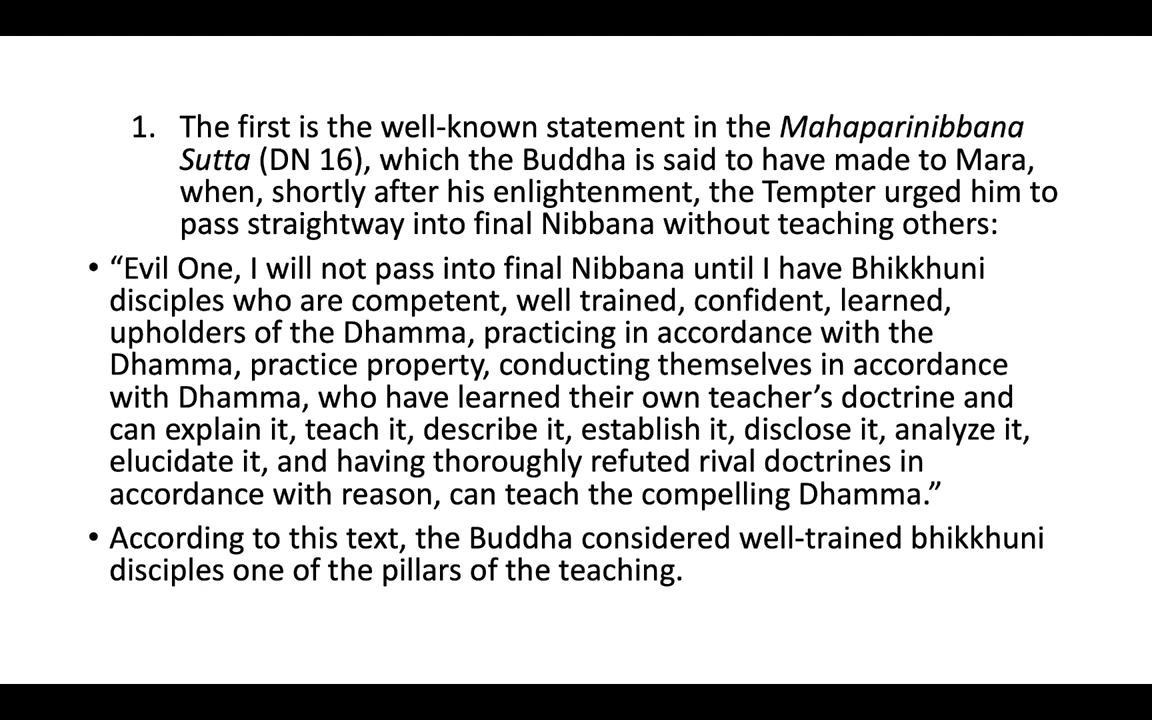 1. The first is the well-known statement in the Mahaparinibbana
Sutta (DN 16), which the Buddha is said to have made to Mara,
when, shortly after his enlightenment, the Tempter urged him to
pass straightway into final Nibbana without teaching others:
• “Evil One, I will not pass into final Nibbana until I have Bhikkhuni
disciples who are competent, well trained, confident, learned,
upholders of the Dhamma, practicing in accordance with the
Dhamma, practice property, conducting themselves in accordance
with Dhamma, who have learned their own teacher’s doctrine and
can explain it, teach it, describe it, establish it, disclose it, analyze it,
elucidate it, and having thoroughly refuted rival doctrines in
accordance with reason, can teach the compelling Dhamma.”
• According to this text, the Buddha considered well-trained bhikkhuni
disciples one of the pillars of the teaching.